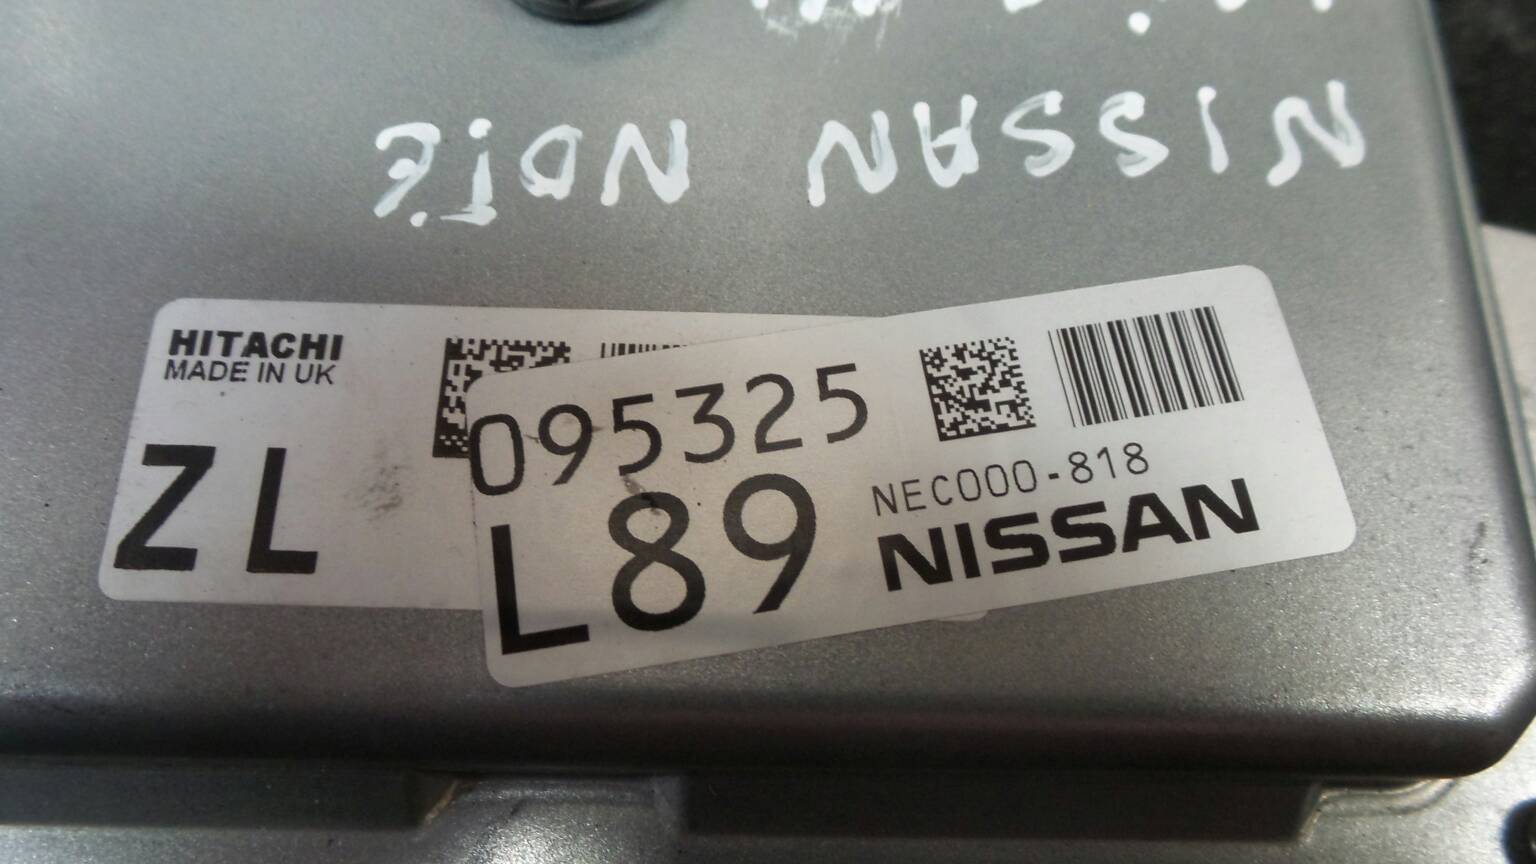 NISSAN NOTE
HITACHI
MADE IN UK
ZL
095325
L89
NEC000-818
NISSAN